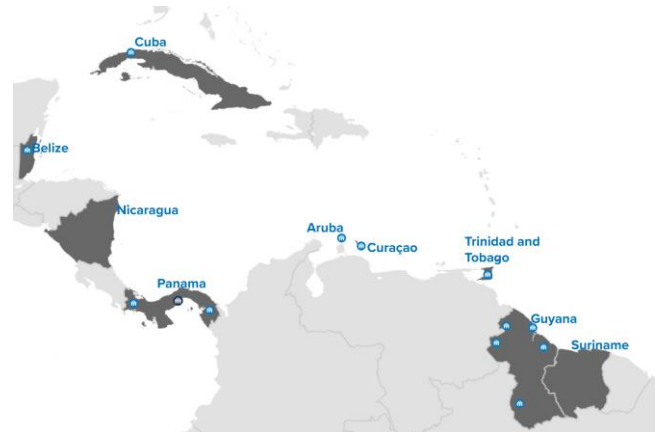 Cuba
Belize
Nicaragua
Aruba
Curaçao
Trinidad and
Tobago
Panama
Guyana
Suriname